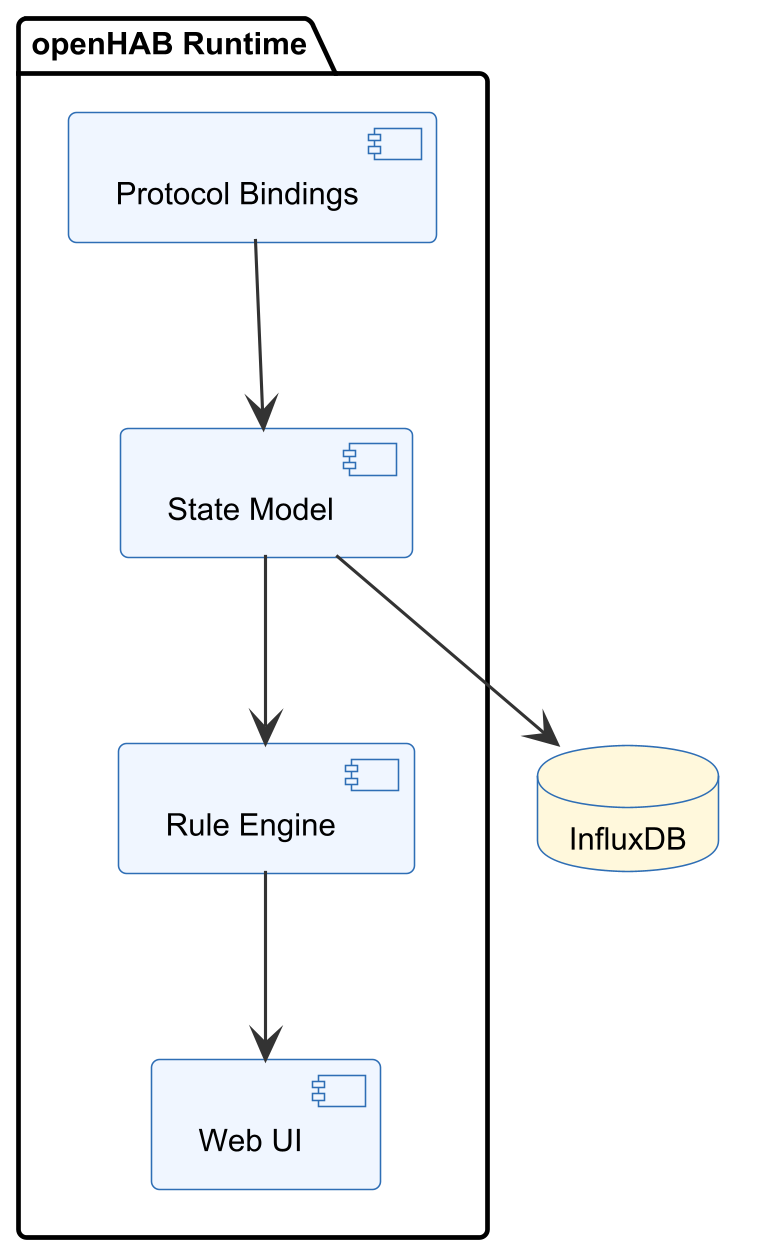 openHAB Runtime
Protocol Bindings
State Model
Rule Engine
InfluxDB
Web UI